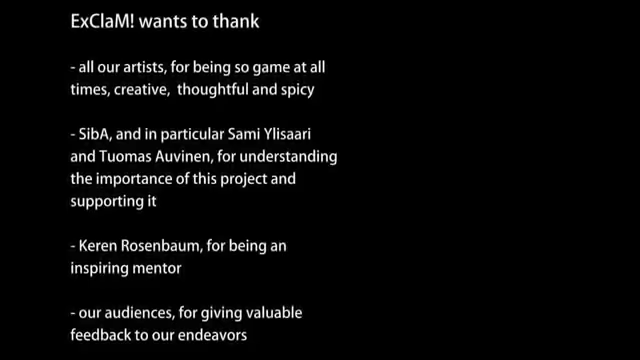 ExClaM! wants to thank
- all our artists, for being so game at all
times, creative,  thoughtful and spicy
- SibA, and in particular Sami Ylisaari
and Tuomas Auvinen, for understanding
the importance of this project and
supporting it
- Keren Rosenbaum, for being an
inspiring mentor
- our audiences, for giving valuable
feedback to our endeavors